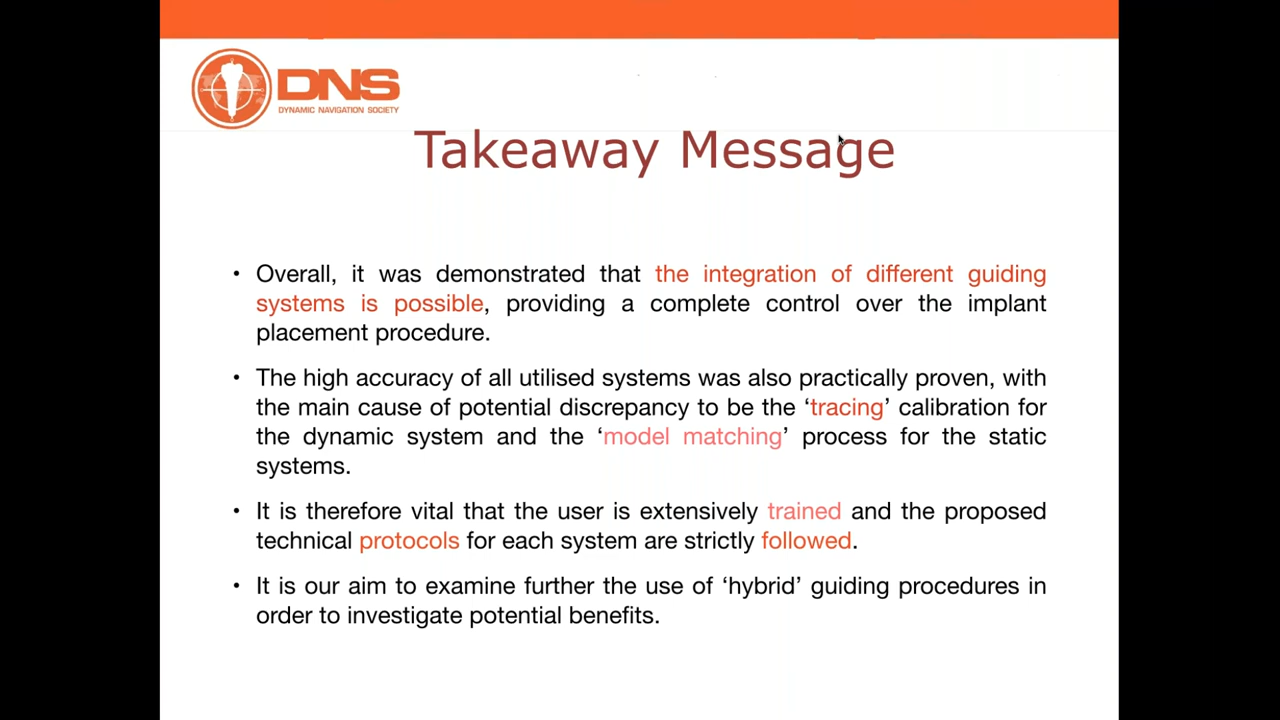 DNS
DYNAMIC NAVIGATION SOCIETY
Takeaway Message
• Overall, it was demonstrated that the integration of different guiding
systems is possible, providing a complete control over the implant
placement procedure.
• The high accuracy of all utilised systems was also practically proven, with
the main cause of potential discrepancy to be the ‘tracing’ calibration for
the dynamic system and the ‘model matching’ process for the static
systems.
• It is therefore vital that the user is extensively trained and the proposed
technical protocols for each system are strictly followed.
• It is our aim to examine further the use of ‘hybrid’ guiding procedures in
order to investigate potential benefits.